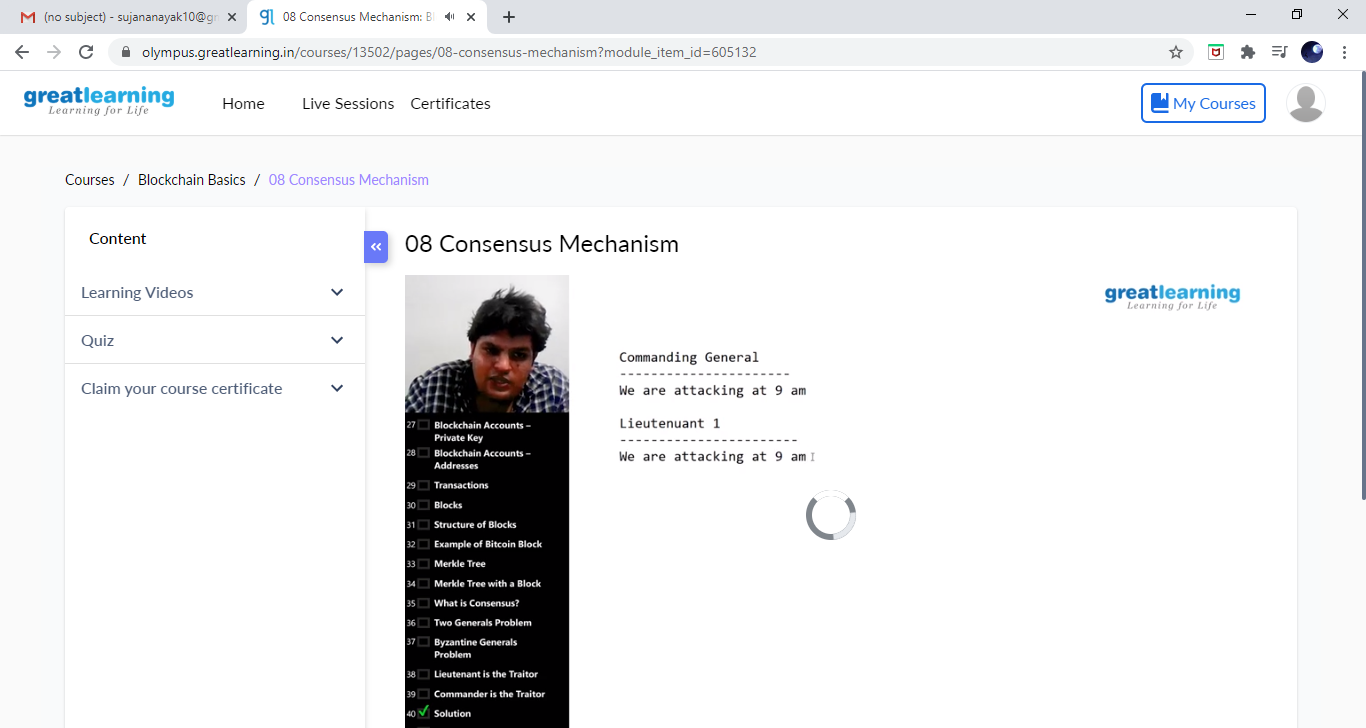 (no subject) - sujananayak10@gr
08 Consensus Mechanism: Bl
olympus.greatlearning.in/courses/13502/pages/08-consensus-mechanism?module_item_id=605132
greatlearning
Learning for Life
Home
Live Sessions
Certificates
My Courses
Courses / Blockchain Basics / 08 Consensus Mechanism
Content
Learning Videos
Quiz
Claim your course certificate
08 Consensus Mechanism
greatlearning
Learning for Life
27 Blockchain Accounts –
Private Key
28 Blockchain Accounts –
Addresses
29 Transactions
30 Blocks
31 Structure of Blocks
32 Example of Bitcoin Block
33 Merkle Tree
34 Merkle Tree with a Block
35 What is Consensus?
36 Two Generals Problem
37 Byzantine Generals
Problem
38 Lieutenant is the Traitor
39 Commander is the Traitor
40 Solution
Commanding General
----------------------
We are attacking at 9 am
Lieutenuant 1
-----------------------
We are attacking at 9 am